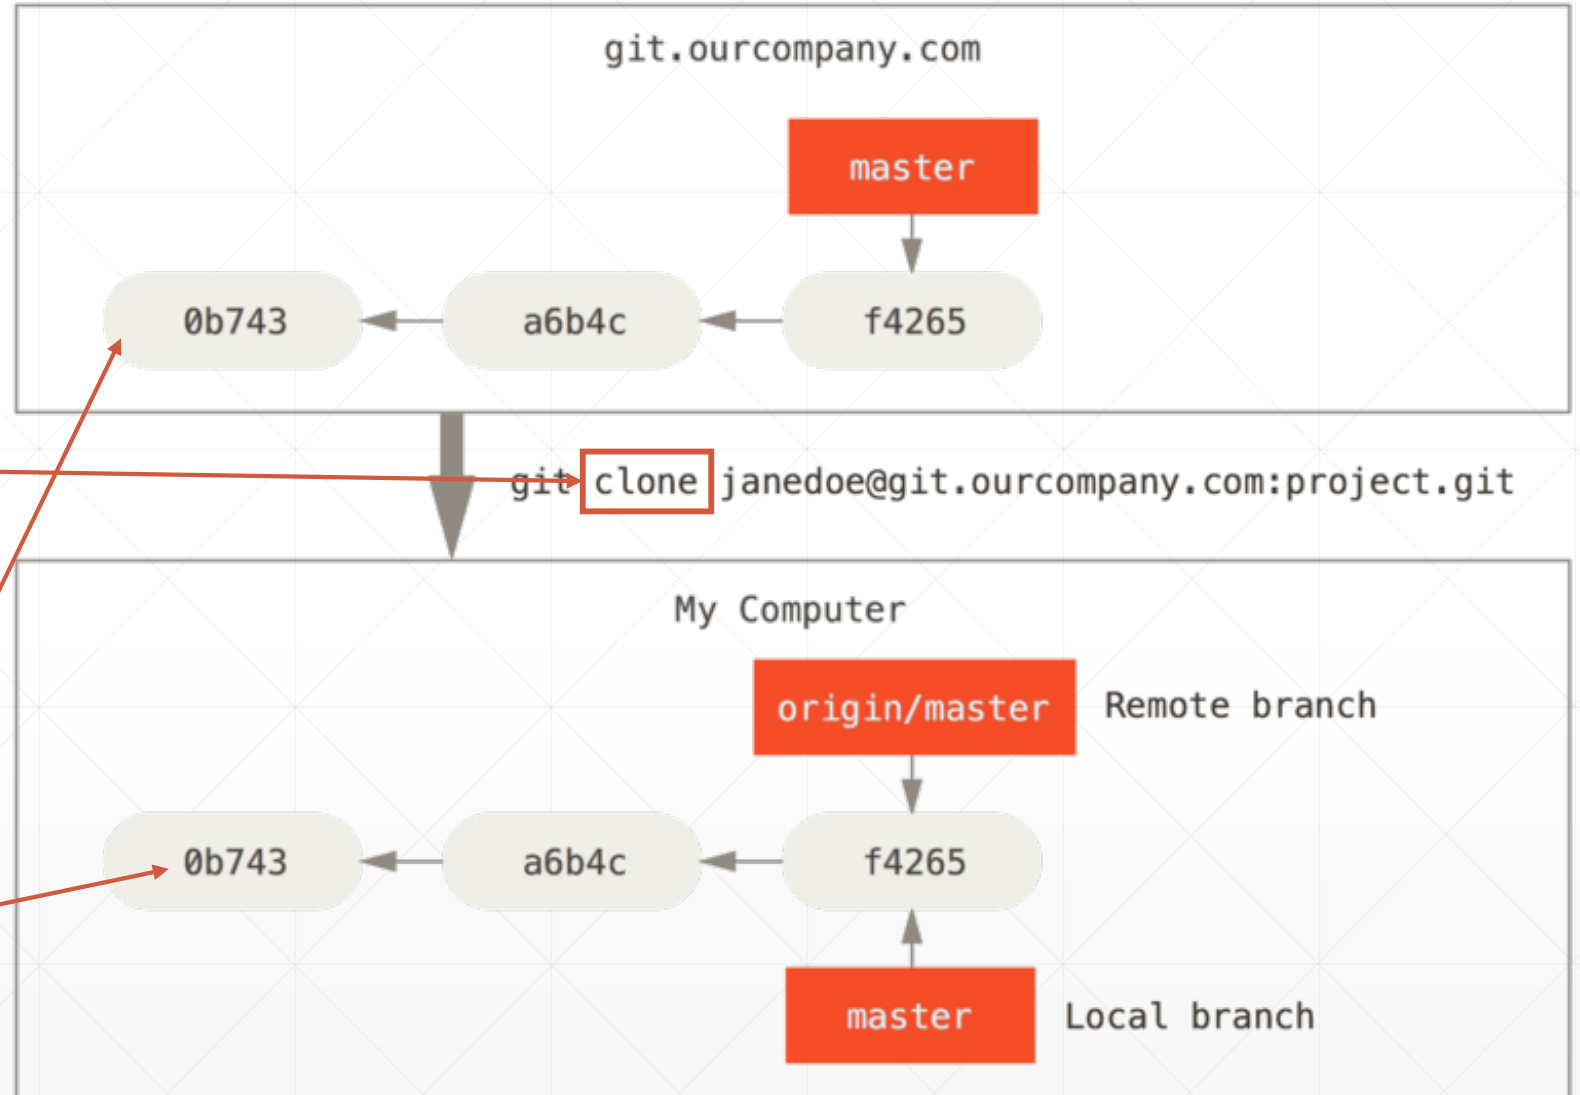 git.ourcompany.com
master
0b743 a6b4c f4265
git clone janedoe@git.ourcompany.com:project.git
My Computer
origin/master Remote branch
0b743 a6b4c f4265
master Local branch